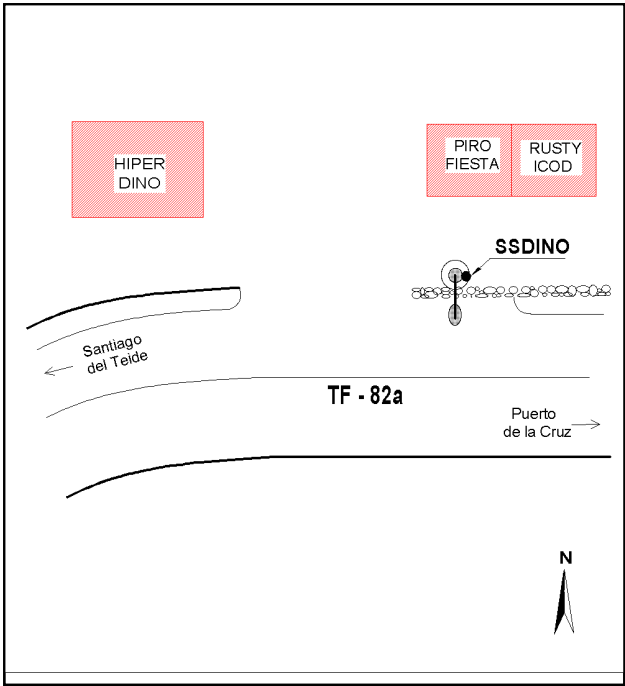 HIPER
DINO
PIRO
FIESTA
RUSTY
ICOD
SSDINO
Santiago
del Teide
TF - 82a
Puerto
de la Cruz
N